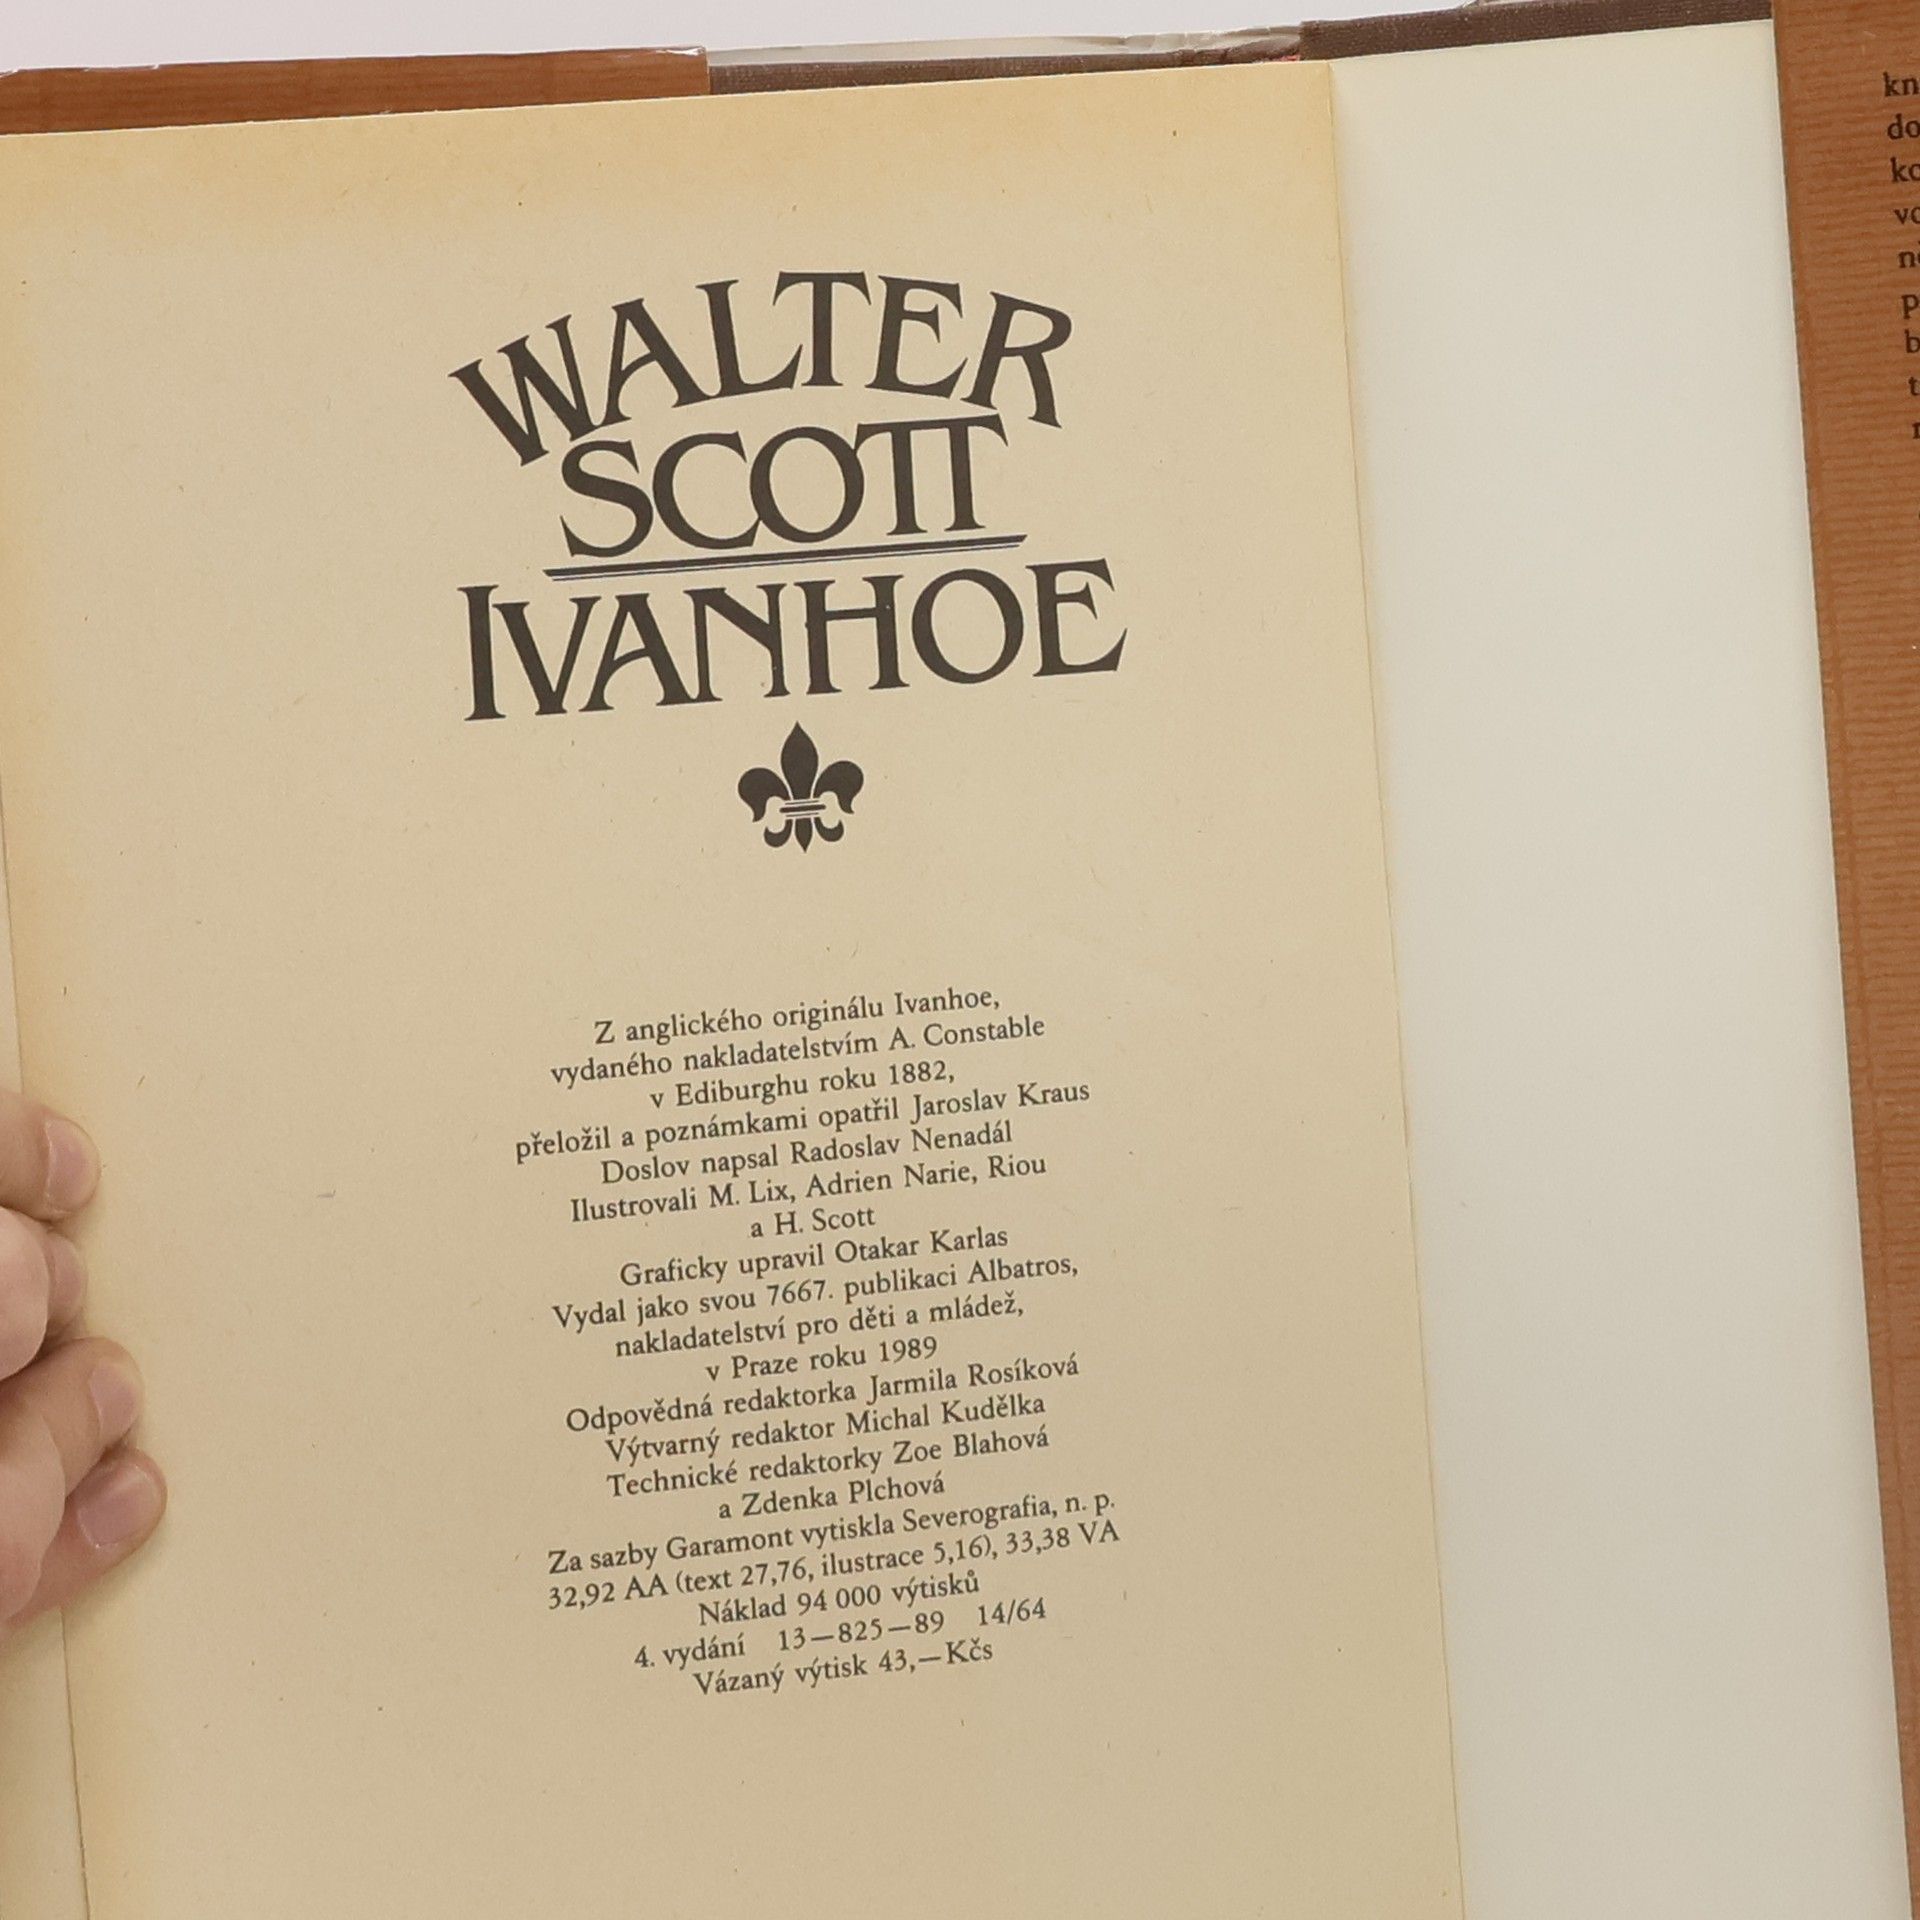 WALTER
SCOTT
IVANHOE
Z anglického originálu Ivanhoe,
vydaného nakladatelstvím A. Constable
v Ediburghu roku 1882,
přeložil a poznámkami opatřil Jaroslav Kraus
Doslov napsal Radoslav Nenadál
Ilustrovali M. Lix, Adrien Narie, Riou
a H. Scott
Graficky upravil Otakar Karlas
Vydal jako svou 7667. publikaci Albatros,
nakladatelství pro děti a mládež,
v Praze roku 1989
Odpovědná redaktorka Jarmila Rosíková
Výtvarný redaktor Michal Kudělka
Technické redaktorky Zoe Blahová
a Zdenka Plchová
Za sazby Garamont vytiskla Severografia, n. p.
32,92 AA (text 27,76, ilustrace 5,16), 33,38 VA
Náklad 94 000 výtisků
4. vydání 13—825—89 14/64
Vázaný výtisk 43,—Kčs